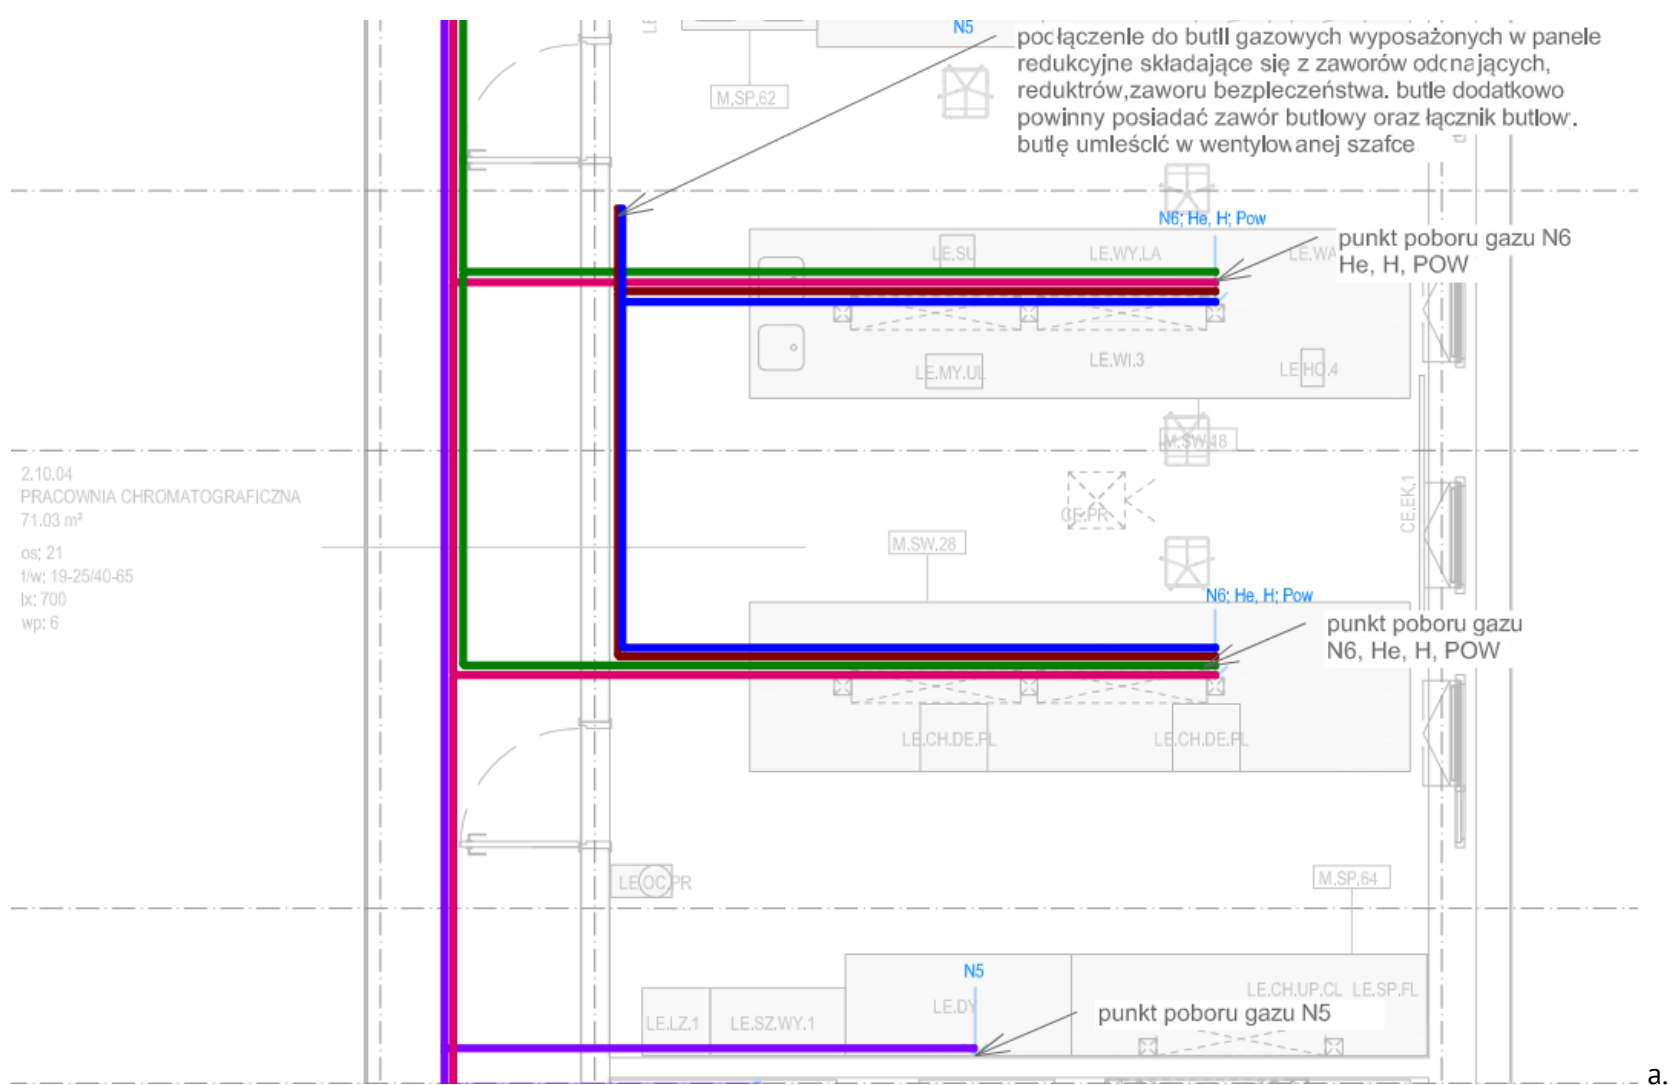 N5
podłączenie do butli gazowych wyposażonych w panele
redukcyjne składające się z zaworów odcnających,
reduktrów,zaworu bezpieczeństwa. butle dodatkowo
powinny posiadać zawór butlowy oraz łącznik butlowy.
butlę umieścić w wentylowanej szafce
M.SP.62
N6; He, H; Pow
punkt poboru gazu N6
He, H, POW
LE.SU
LE.WY.LA
LE.WA
LE.MY.UL
LE.WI.3
LE.HO.4
M.SW.18
2.10.04
PRACOWNIA CHROMATOGRAFICZNA
71.03 m²
os: 21
t/w: 19-25/40-65
lx: 700
wp: 6
CE.PR
CE.EK.1
M.SW.28
N6; He, H; Pow
punkt poboru gazu
N6, He, H, POW
LE.CH.DE.PL
LE.CH.DE.PL
LE.OC.PR
M.SP.64
N5
LE.LZ.1
LE.SZ.WY.1
LE.DY
LE.CH.UP.CL
LE.SP.FL
punkt poboru gazu N5
a.